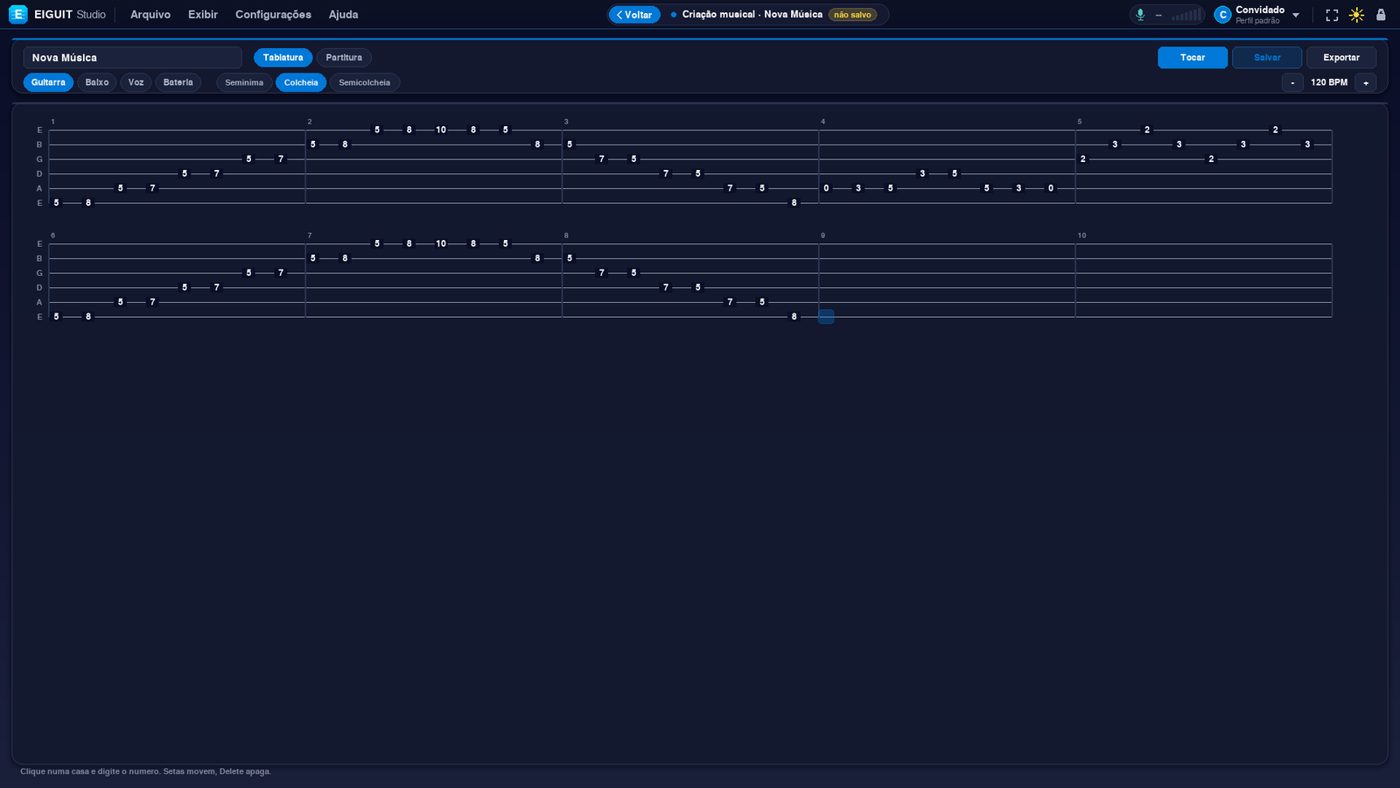 E EIGUIT Studio Arquivo Exibir Configurações Ajuda Voltar Criação musical · Nova Música não salvo -- C Convidado
Perfil padrão
Nova Música Tablatura Partitura Tocar Salvar Exportar
Guitarra Baixo Voz Bateria Seminima Colcheia Semicolcheia - 120 BPM +
1 2 3 4 5
E 5 8 10 8 5 2 2
B 5 8 8 5 3 3 3 3
G 5 7 7 5 2 2
D 5 7 7 5 3 5
A 5 7 7 5 0 3 5 5 3 0
E 5 8 8
6 7 8 9 10
E 5 8 10 8 5
B 5 8 8 5
G 5 7 7 5
D 5 7 7 5
A 5 7 7 5
E 5 8 8
Clique numa casa e digite o numero. Setas movem, Delete apaga.